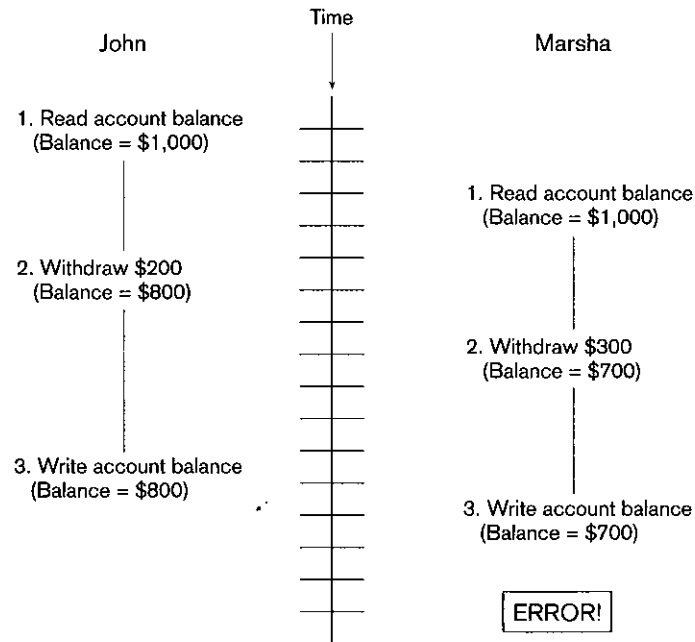 Time
John
Marsha
1. Read account balance
(Balance = $1,000)
1. Read account balance
(Balance = $1,000)
2. Withdraw $200
(Balance = $800)
2. Withdraw $300
(Balance = $700)
3. Write account balance
(Balance = $800)
3. Write account balance
(Balance = $700)
ERROR!